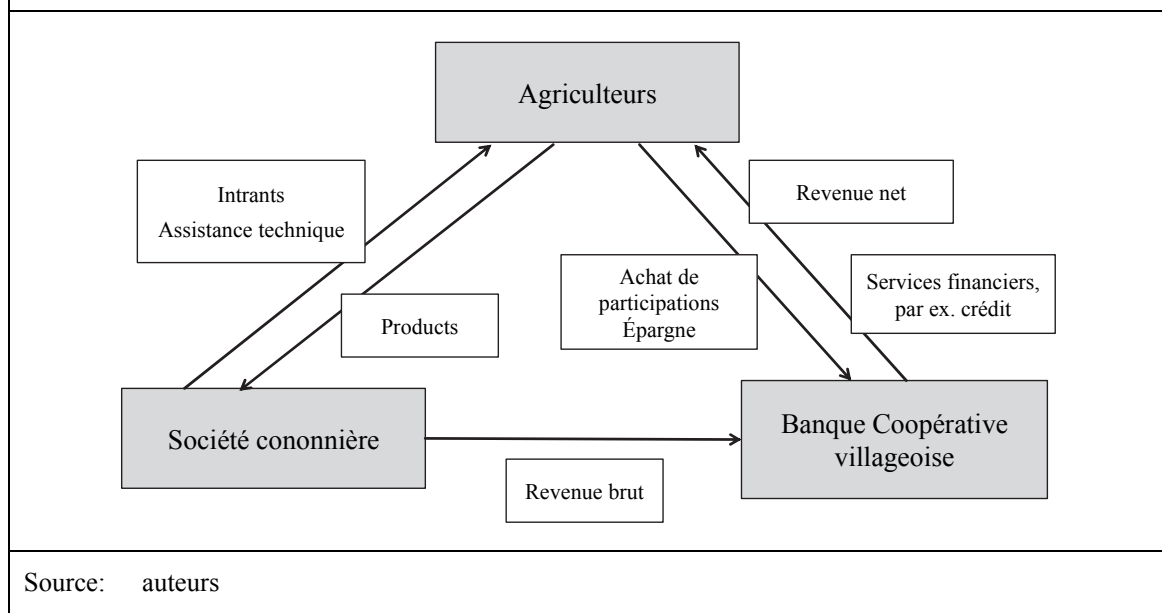 Agriculteurs
Intrants
Assistance technique
Revenue net
Achat de
participations
Épargne
Services financiers,
par ex. crédit
Products
Société cononnière
Banque Coopérative
villageoise
Revenue brut
Source: auteurs